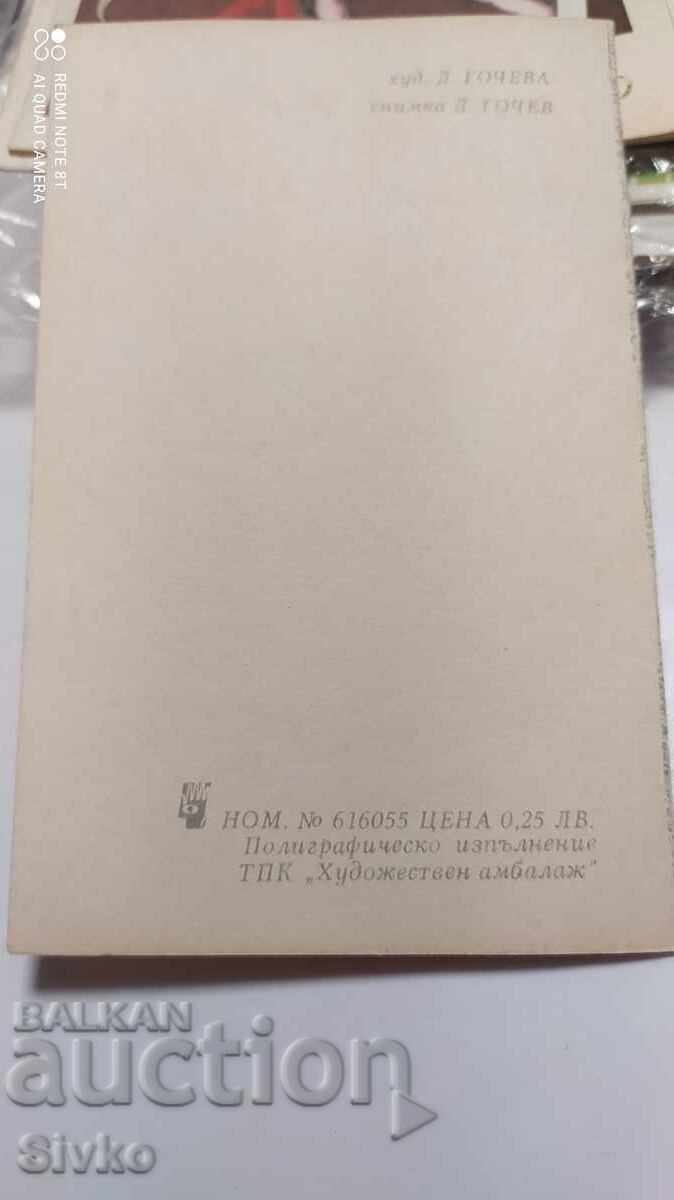 худ. Д. ГОЧЕВА
снимка Д. ГОЧЕВ
НОМ. № 616055 ЦЕНА 0,25 ЛВ.
Полиграфическо изпълнение
ТПК „Художествен амбалаж"
REDMI NOTE 8T
AI QUAD CAMERA
BALKAN
auction
Sivko